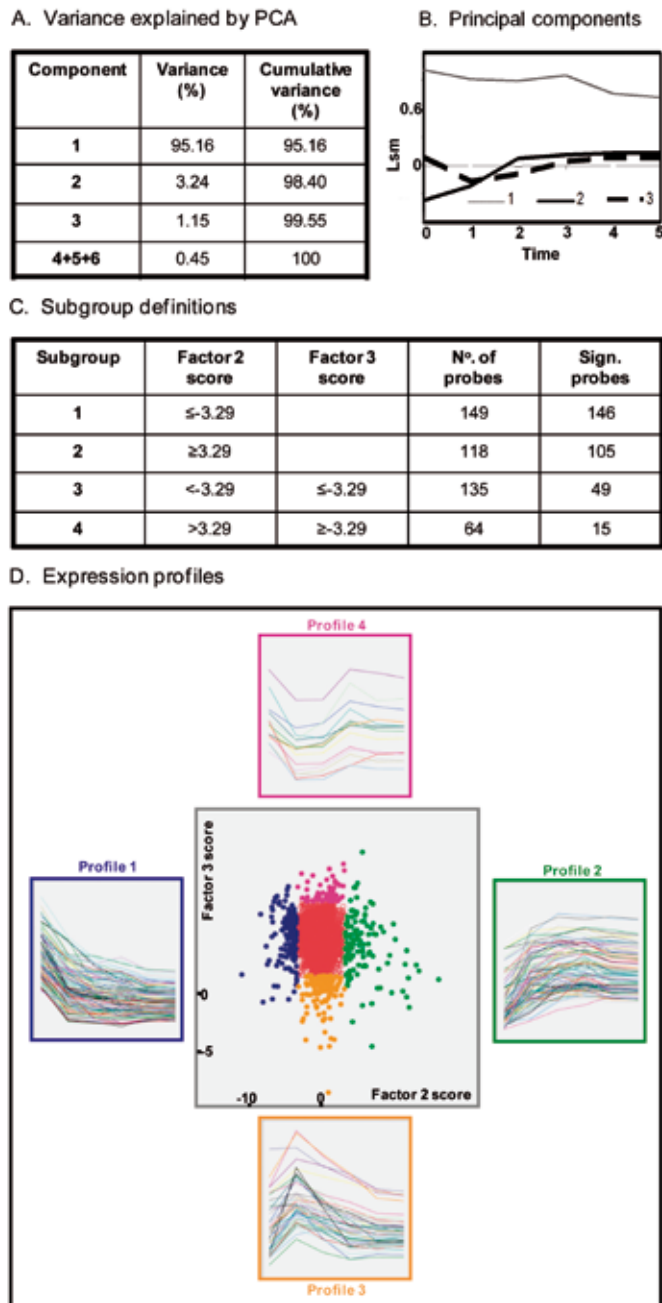 A. Variance explained by PCA
Component Variance (%) Cumulative variance (%)
1 95.16 95.16
2 3.24 98.40
3 1.15 99.55
4+5+6 0.45 100
B. Principal components
Lsm
0.6
0
1 2 3
0 1 2 3 4 5
Time
C. Subgroup definitions
Subgroup Factor 2 score Factor 3 score Nº. of probes Sign. probes
1 ≤-3.29 149 146
2 ≥3.29 118 105
3 <-3.29 ≤-3.29 135 49
4 >3.29 ≥-3.29 64 15
D. Expression profiles
Profile 4
Profile 1
Factor 3 score
Profile 2
0
-5
-10 0 Factor 2 score
Profile 3